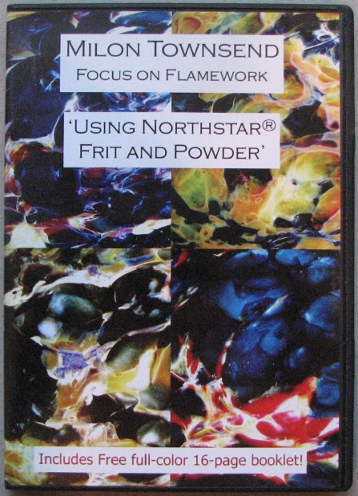 Milon Townsend
Focus on Flamework
'Using Northstar®
Frit and Powder'
Includes Free full-color 16-page booklet!